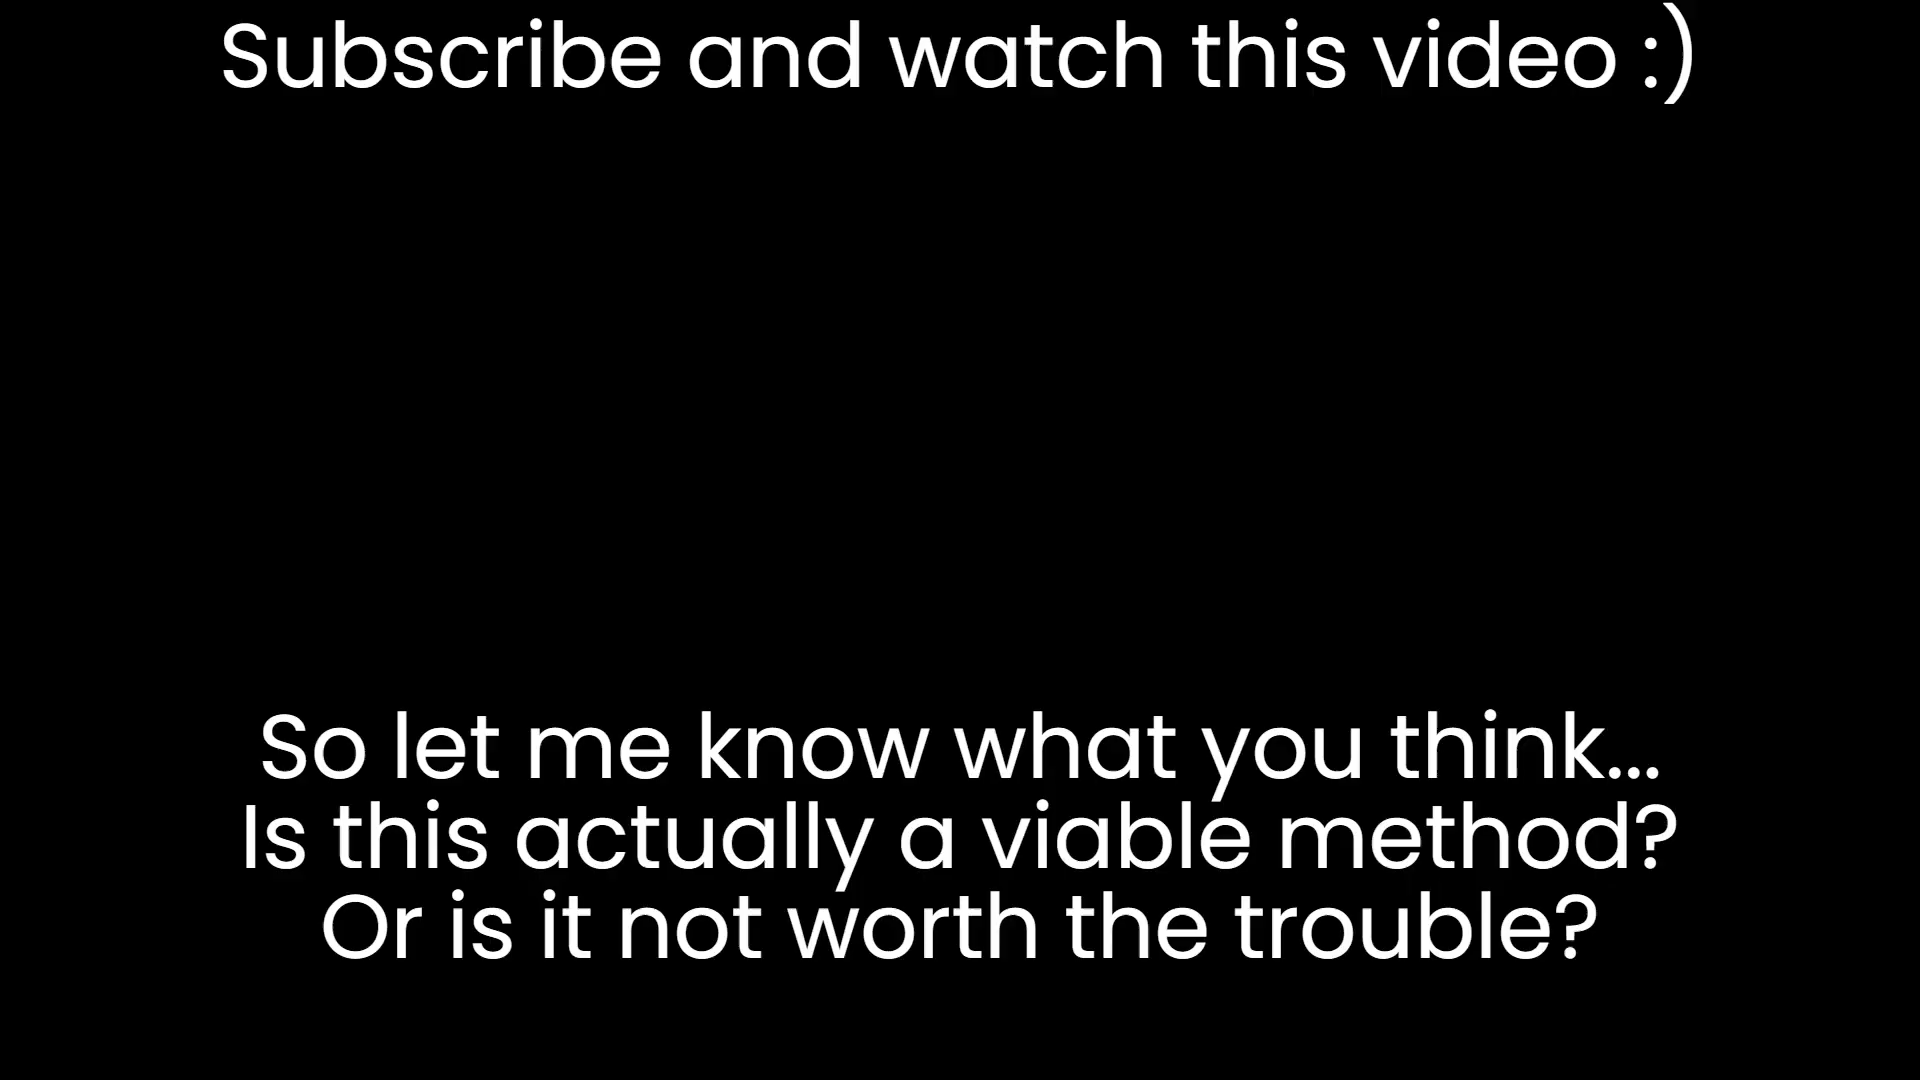 Subscribe and watch this video :)
So let me know what you think...
Is this actually a viable method?
Or is it not worth the trouble?